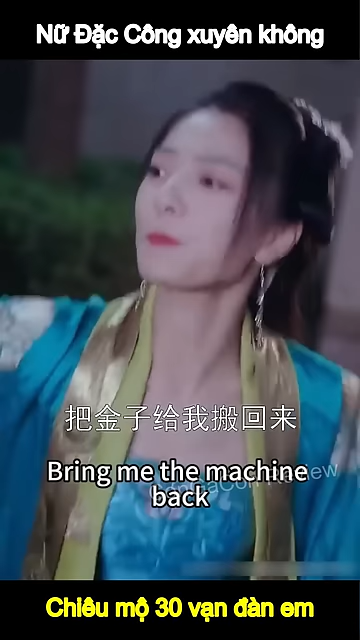 Nữ Đặc Công xuyên không
把金子给我搬回来
Bring me the machine
back
Chiêu mộ 30 vạn đàn em